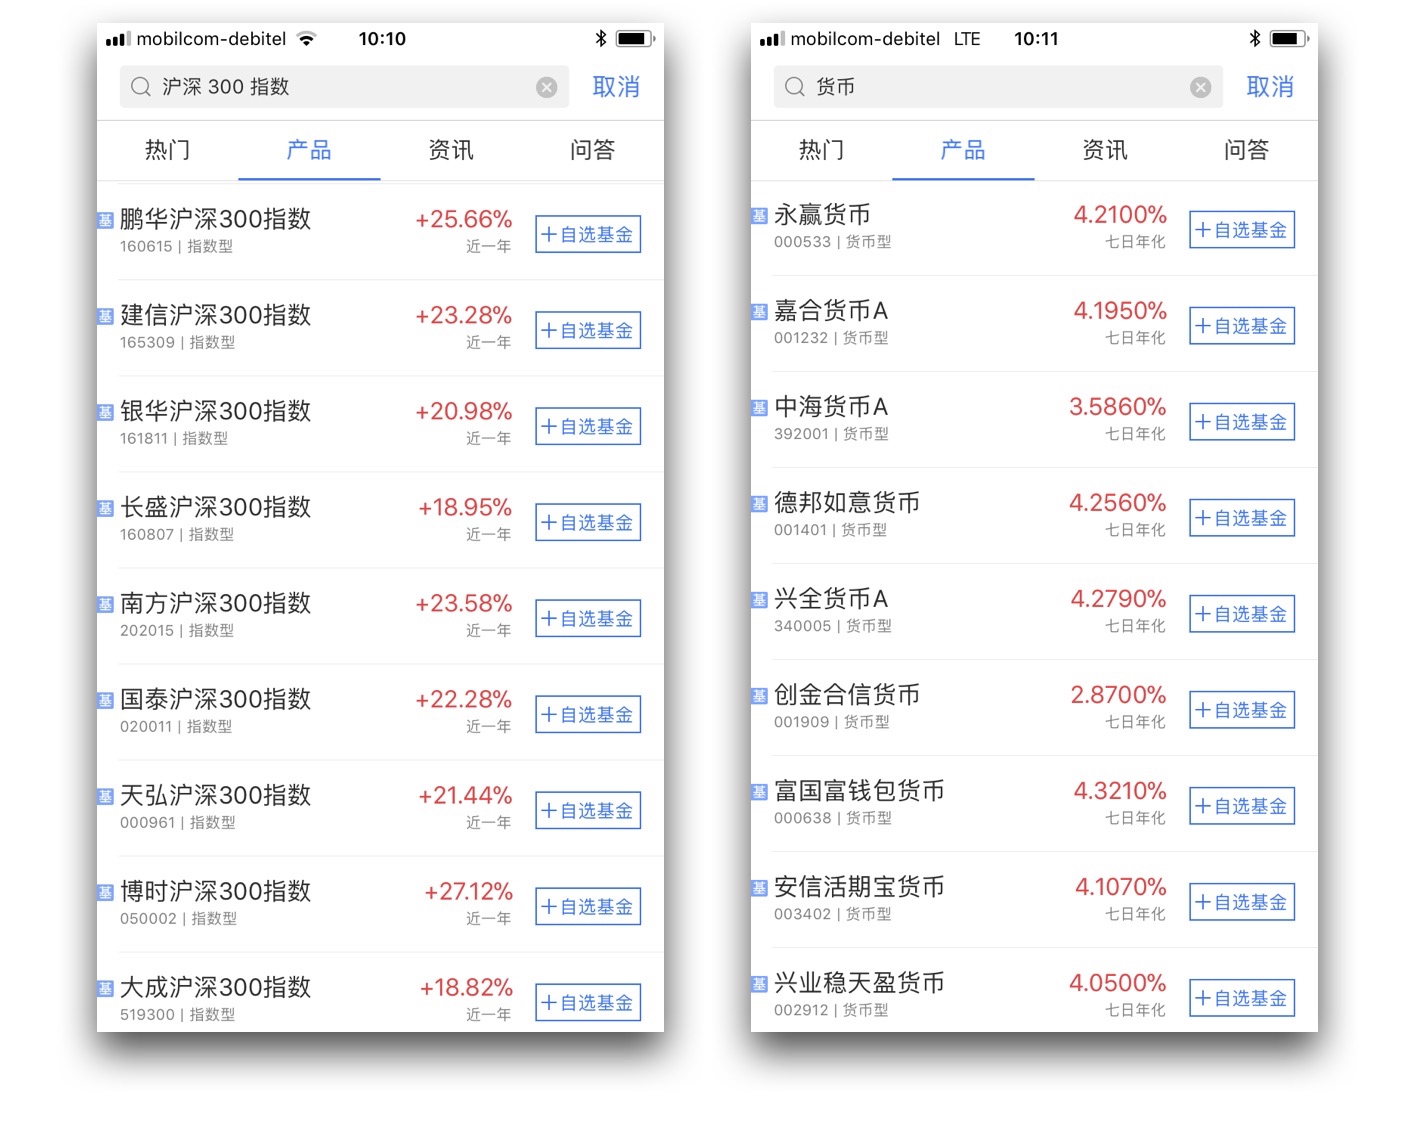 mobilcom-debitel 10:10
沪深 300 指数 取消
热门 产品 资讯 问答
基 鹏华沪深300指数 +25.66% +自选基金
160615 | 指数型 近一年
基 建信沪深300指数 +23.28% +自选基金
165309 | 指数型 近一年
基 银华沪深300指数 +20.98% +自选基金
161811 | 指数型 近一年
基 长盛沪深300指数 +18.95% +自选基金
160807 | 指数型 近一年
基 南方沪深300指数 +23.58% +自选基金
202015 | 指数型 近一年
基 国泰沪深300指数 +22.28% +自选基金
020011 | 指数型 近一年
基 天弘沪深300指数 +21.44% +自选基金
000961 | 指数型 近一年
基 博时沪深300指数 +27.12% +自选基金
050002 | 指数型 近一年
基 大成沪深300指数 +18.82% +自选基金
519300 | 指数型 近一年
mobilcom-debitel LTE 10:11
货币 取消
热门 产品 资讯 问答
基 永赢货币 4.2100% +自选基金
000533 | 货币型 七日年化
基 嘉合货币A 4.1950% +自选基金
001232 | 货币型 七日年化
基 中海货币A 3.5860% +自选基金
392001 | 货币型 七日年化
基 德邦如意货币 4.2560% +自选基金
001401 | 货币型 七日年化
基 兴全货币A 4.2790% +自选基金
340005 | 货币型 七日年化
基 创金合信货币 2.8700% +自选基金
001909 | 货币型 七日年化
基 富国富钱包货币 4.3210% +自选基金
000638 | 货币型 七日年化
基 安信活期宝货币 4.1070% +自选基金
003402 | 货币型 七日年化
基 兴业稳天盈货币 4.0500% +自选基金
002912 | 货币型 七日年化